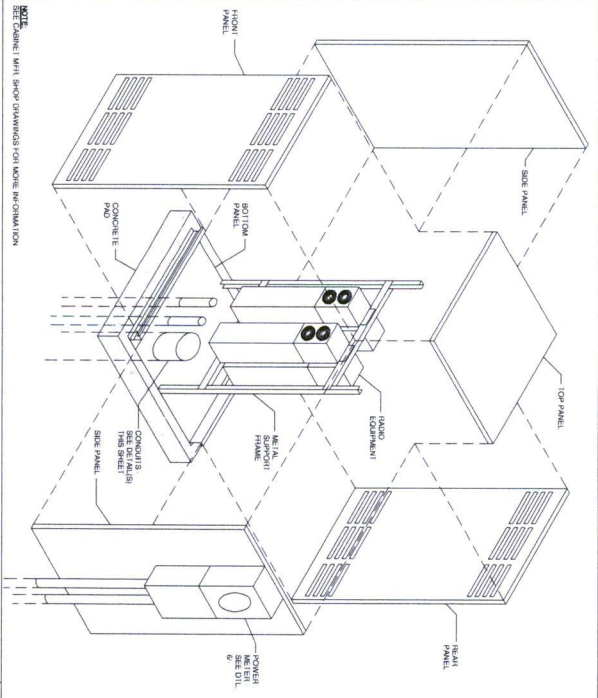 FRONT
PANEL
SIDE PANEL
TOP PANEL
BOTTOM
PANEL
CONCRETE
PAD
RADIO
EQUIPMENT
METAL
SUPPORT
FRAME
CONDUITS
SEE DETAIL(S)
THIS SHEET
SIDE PANEL
REAR
PANEL
POWER
METER
SEE DTL.
6/-
NOTE:
SEE CABINET MFR. SHOP DRAWINGS FOR MORE INFORMATION